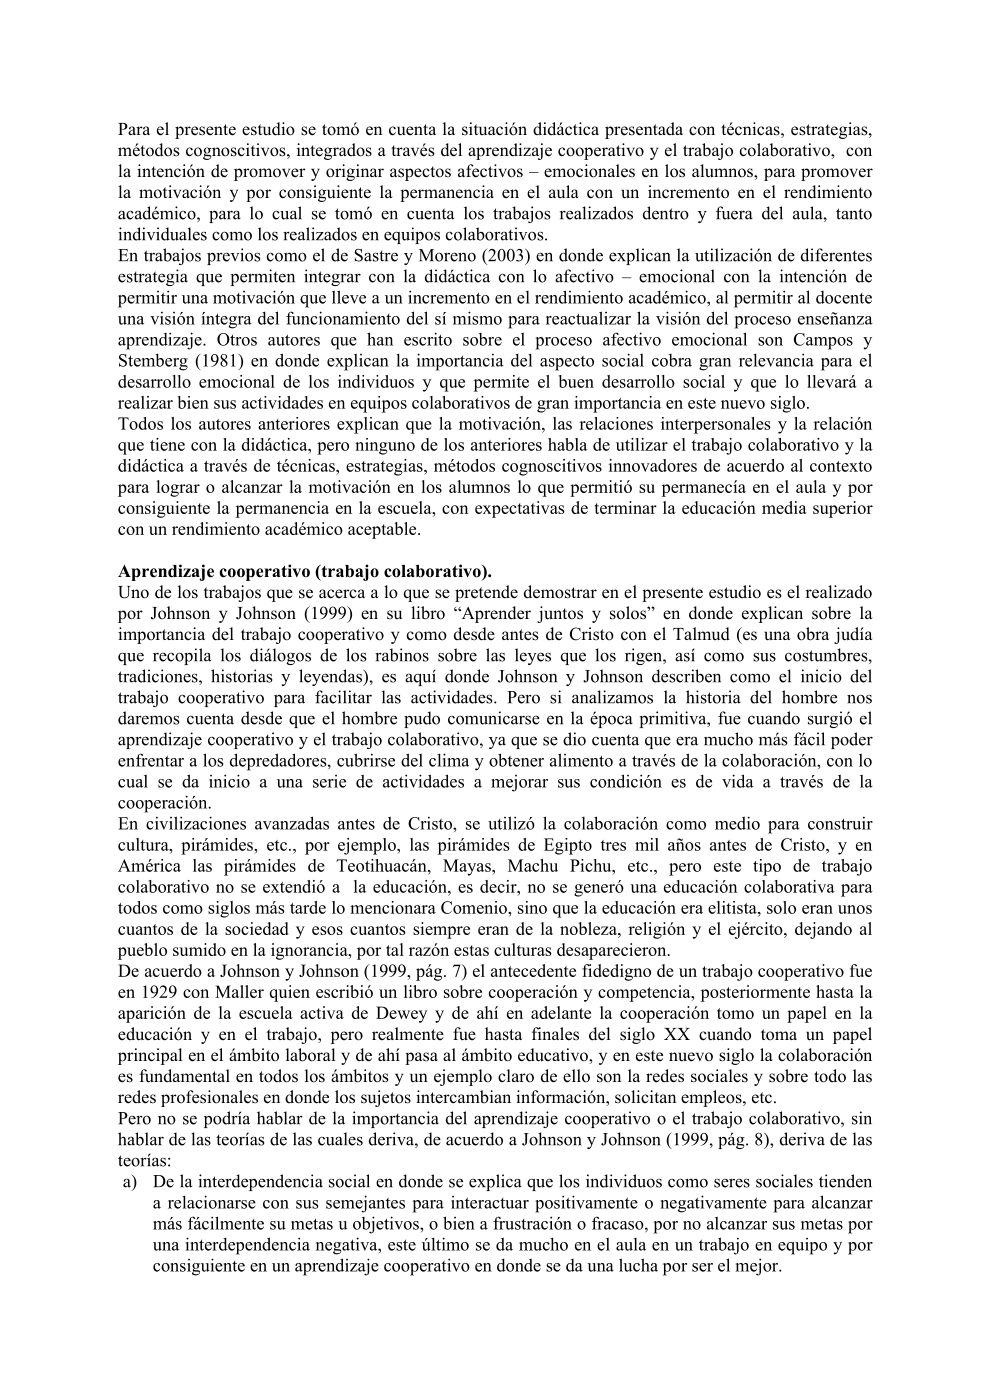 Para el presente estudio se tomó en cuenta la situación didáctica presentada con técnicas, estrategias,
métodos cognoscitivos, integrados a través del aprendizaje cooperativo y el trabajo colaborativo,  con
la intención de promover y originar aspectos afectivos – emocionales en los alumnos, para promover
la motivación y por consiguiente la permanencia en el aula con un incremento en el rendimiento
académico, para lo cual se tomó en cuenta los trabajos realizados dentro y fuera del aula, tanto
individuales como los realizados en equipos colaborativos.
En trabajos previos como el de Sastre y Moreno (2003) en donde explican la utilización de diferentes
estrategia que permiten integrar con la didáctica con lo afectivo – emocional con la intención de
permitir una motivación que lleve a un incremento en el rendimiento académico, al permitir al docente
una visión íntegra del funcionamiento del sí mismo para reactualizar la visión del proceso enseñanza
aprendizaje. Otros autores que han escrito sobre el proceso afectivo emocional son Campos y
Stemberg (1981) en donde explican la importancia del aspecto social cobra gran relevancia para el
desarrollo emocional de los individuos y que permite el buen desarrollo social y que lo llevará a
realizar bien sus actividades en equipos colaborativos de gran importancia en este nuevo siglo.
Todos los autores anteriores explican que la motivación, las relaciones interpersonales y la relación
que tiene con la didáctica, pero ninguno de los anteriores habla de utilizar el trabajo colaborativo y la
didáctica a través de técnicas, estrategias, métodos cognoscitivos innovadores de acuerdo al contexto
para lograr o alcanzar la motivación en los alumnos lo que permitió su permanecía en el aula y por
consiguiente la permanencia en la escuela, con expectativas de terminar la educación media superior
con un rendimiento académico aceptable.
Aprendizaje cooperativo (trabajo colaborativo).
Uno de los trabajos que se acerca a lo que se pretende demostrar en el presente estudio es el realizado
por Johnson y Johnson (1999) en su libro “Aprender juntos y solos” en donde explican sobre la
importancia del trabajo cooperativo y como desde antes de Cristo con el Talmud (es una obra judía
que recopila los diálogos de los rabinos sobre las leyes que los rigen, así como sus costumbres,
tradiciones, historias y leyendas), es aquí donde Johnson y Johnson describen como el inicio del
trabajo cooperativo para facilitar las actividades. Pero si analizamos la historia del hombre nos
daremos cuenta desde que el hombre pudo comunicarse en la época primitiva, fue cuando surgió el
aprendizaje cooperativo y el trabajo colaborativo, ya que se dio cuenta que era mucho más fácil poder
enfrentar a los depredadores, cubrirse del clima y obtener alimento a través de la colaboración, con lo
cual se da inicio a una serie de actividades a mejorar sus condición es de vida a través de la
cooperación.
En civilizaciones avanzadas antes de Cristo, se utilizó la colaboración como medio para construir
cultura, pirámides, etc., por ejemplo, las pirámides de Egipto tres mil años antes de Cristo, y en
América las pirámides de Teotihuacán, Mayas, Machu Pichu, etc., pero este tipo de trabajo
colaborativo no se extendió a  la educación, es decir, no se generó una educación colaborativa para
todos como siglos más tarde lo mencionara Comenio, sino que la educación era elitista, solo eran unos
cuantos de la sociedad y esos cuantos siempre eran de la nobleza, religión y el ejército, dejando al
pueblo sumido en la ignorancia, por tal razón estas culturas desaparecieron.
De acuerdo a Johnson y Johnson (1999, pág. 7) el antecedente fidedigno de un trabajo cooperativo fue
en 1929 con Maller quien escribió un libro sobre cooperación y competencia, posteriormente hasta la
aparición de la escuela activa de Dewey y de ahí en adelante la cooperación tomo un papel en la
educación y en el trabajo, pero realmente fue hasta finales del siglo XX cuando toma un papel
principal en el ámbito laboral y de ahí pasa al ámbito educativo, y en este nuevo siglo la colaboración
es fundamental en todos los ámbitos y un ejemplo claro de ello son la redes sociales y sobre todo las
redes profesionales en donde los sujetos intercambian información, solicitan empleos, etc.
Pero no se podría hablar de la importancia del aprendizaje cooperativo o el trabajo colaborativo, sin
hablar de las teorías de las cuales deriva, de acuerdo a Johnson y Johnson (1999, pág. 8), deriva de las
teorías:
a) De la interdependencia social en donde se explica que los individuos como seres sociales tienden
a relacionarse con sus semejantes para interactuar positivamente o negativamente para alcanzar
más fácilmente su metas u objetivos, o bien a frustración o fracaso, por no alcanzar sus metas por
una interdependencia negativa, este último se da mucho en el aula en un trabajo en equipo y por
consiguiente en un aprendizaje cooperativo en donde se da una lucha por ser el mejor.